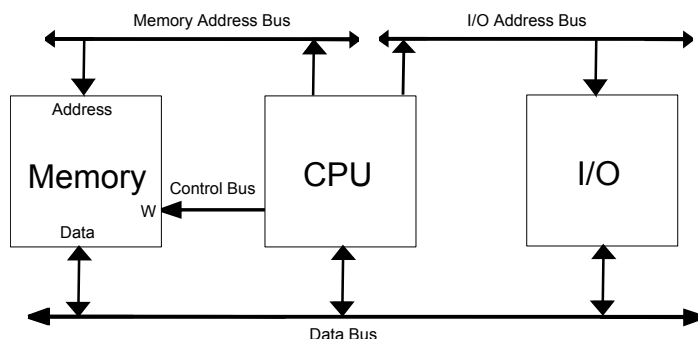 Memory Address Bus
I/O Address Bus
Address
Memory
CPU
I/O
Control Bus
W
Data
Data Bus